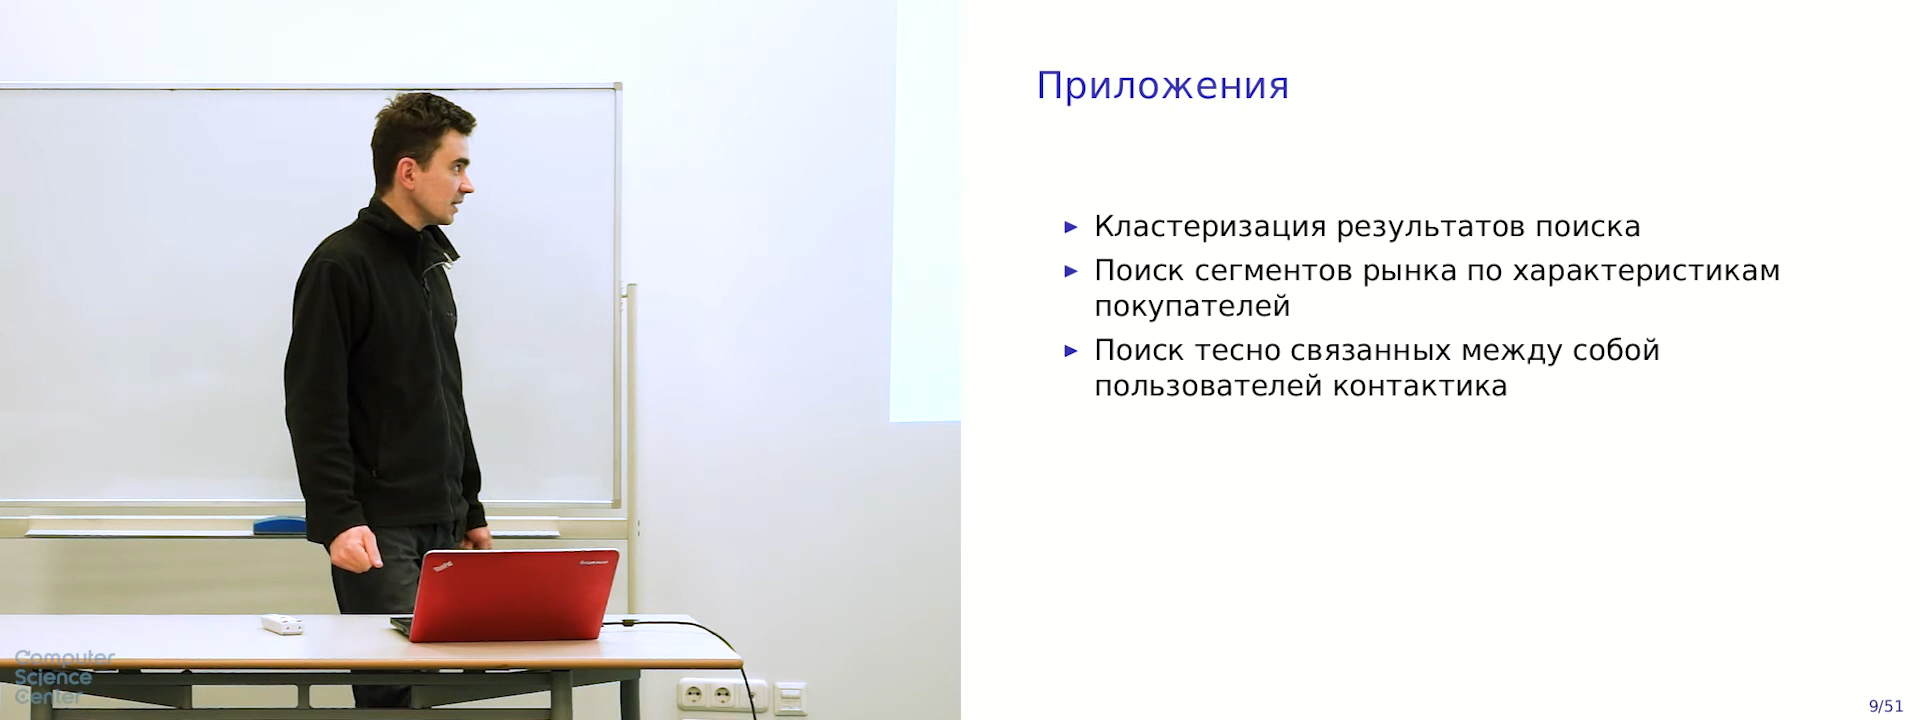 Приложения
► Кластеризация результатов поиска
► Поиск сегментов рынка по характеристикам
покупателей
► Поиск тесно связанных между собой
пользователей контактика
9/51
Computer
Science
Center